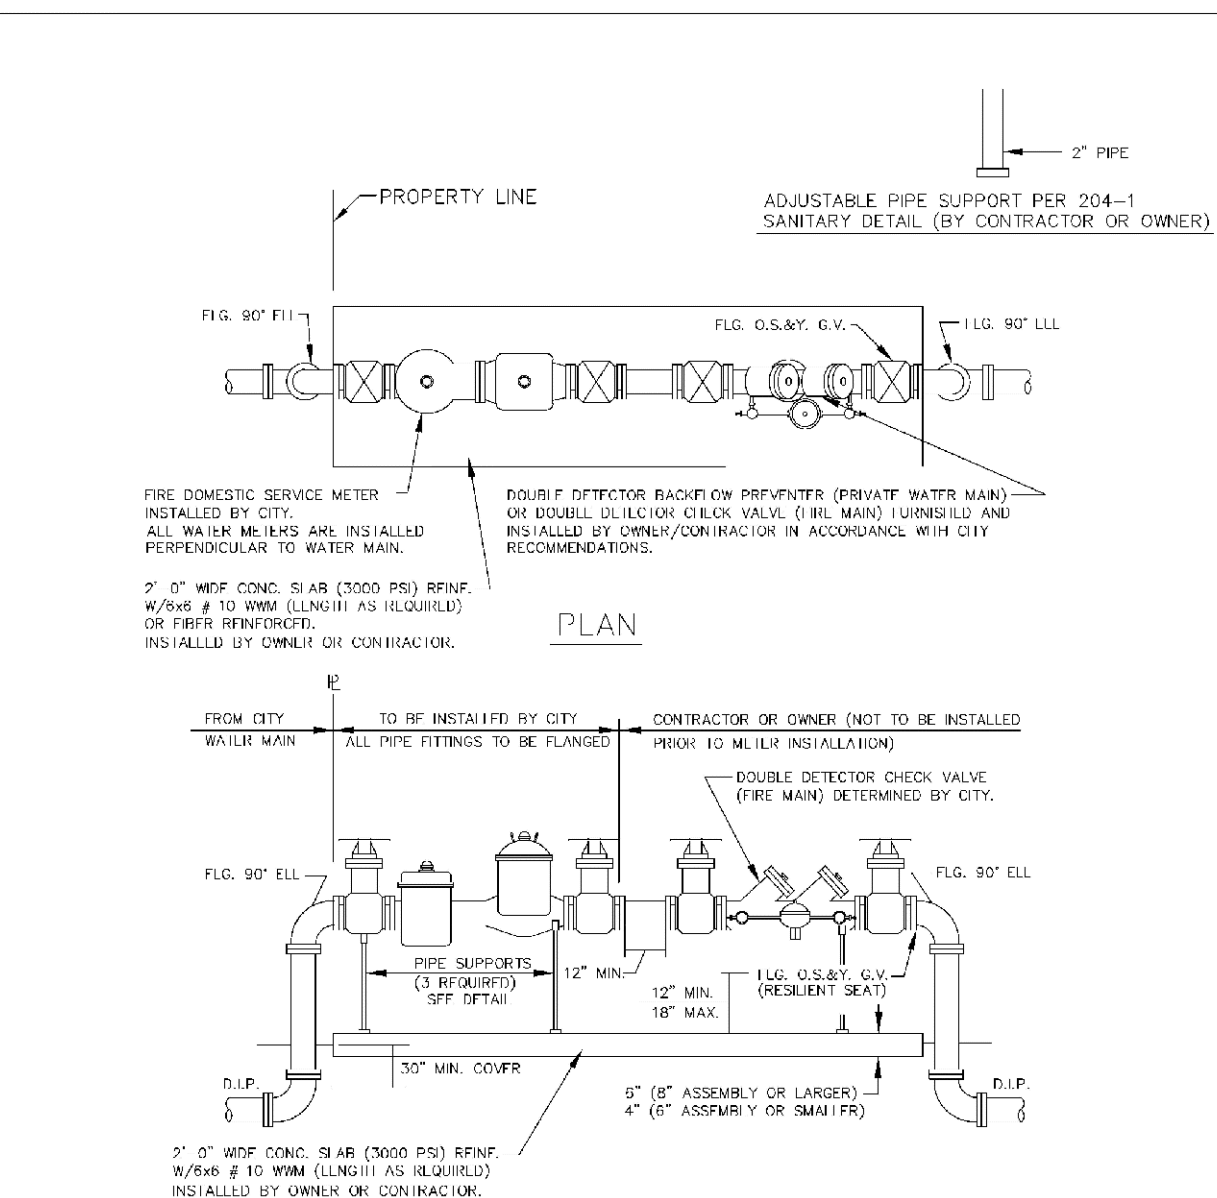 2" PIPE
ADJUSTABLE PIPE SUPPORT PER 204-1
SANITARY DETAIL (BY CONTRACTOR OR OWNER)
PROPERTY LINE
FLG. 90° ELL
FLG. O.S.&Y. G.V.
FLG. 90° ELL
FIRE DOMESTIC SERVICE METER
INSTALLED BY CITY.
ALL WATER METERS ARE INSTALLED
PERPENDICULAR TO WATER MAIN.
DOUBLE DETECTOR BACKFLOW PREVENTER (PRIVATE WATER MAIN)
OR DOUBLE DETECTOR CHECK VALVE (FIRE MAIN) FURNISHED AND
INSTALLED BY OWNER/CONTRACTOR IN ACCORDANCE WITH CITY
RECOMMENDATIONS.
2' 0" WIDE CONC. SLAB (3000 PSI) REINF.
W/6x6 # 10 WWM (LENGTH AS REQUIRED)
OR FIBER REINFORCED.
INSTALLED BY OWNER OR CONTRACTOR.
PLAN
PL
FROM CITY
WATER MAIN
TO BE INSTALLED BY CITY
ALL PIPE FITTINGS TO BE FLANGED
CONTRACTOR OR OWNER (NOT TO BE INSTALLED
PRIOR TO METER INSTALLATION)
DOUBLE DETECTOR CHECK VALVE
(FIRE MAIN) DETERMINED BY CITY.
FLG. 90° ELL
FLG. 90° ELL
PIPE SUPPORTS
(3 REQUIRED)
SEE DETAIL
12" MIN.
12" MIN.
18" MAX.
FLG. O.S.&Y. G.V.
(RESILIENT SEAT)
30" MIN. COVER
D.I.P.
D.I.P.
6" (8" ASSEMBLY OR LARGER)
4" (6" ASSEMBLY OR SMALLER)
2' 0" WIDE CONC. SLAB (3000 PSI) REINF.
W/6x6 # 10 WWM (LENGTH AS REQUIRED)
INSTALLED BY OWNER OR CONTRACTOR.